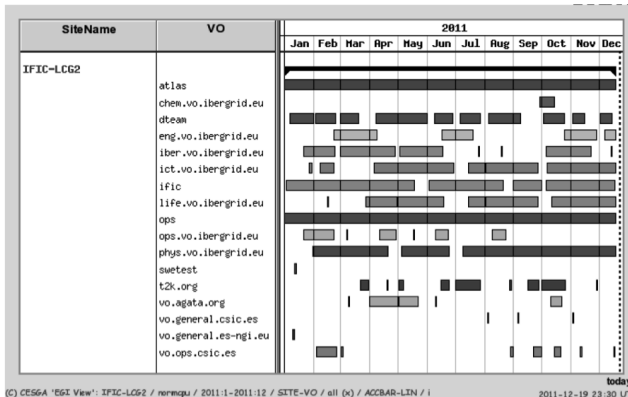 SiteName VO 2011
Jan Feb Mar Apr May Jun Jul Aug Sep Oct Nov Dec
IFIC-LCG2
atlas
chem.vo.ibergrid.eu
dteam
eng.vo.ibergrid.eu
iber.vo.ibergrid.eu
ict.vo.ibergrid.eu
ific
life.vo.ibergrid.eu
ops
ops.vo.ibergrid.eu
phys.vo.ibergrid.eu
swetest
t2k.org
vo.agata.org
vo.general.csic.es
vo.general.es-ngi.eu
vo.ops.csic.es
today
(C) CESGA 'EGI View': IFIC-LCG2 / normcpu / 2011:1-2011:12 / SITE-VO / all (x) / ACCBAR-LIN / i
2011-12-19 23:30 U